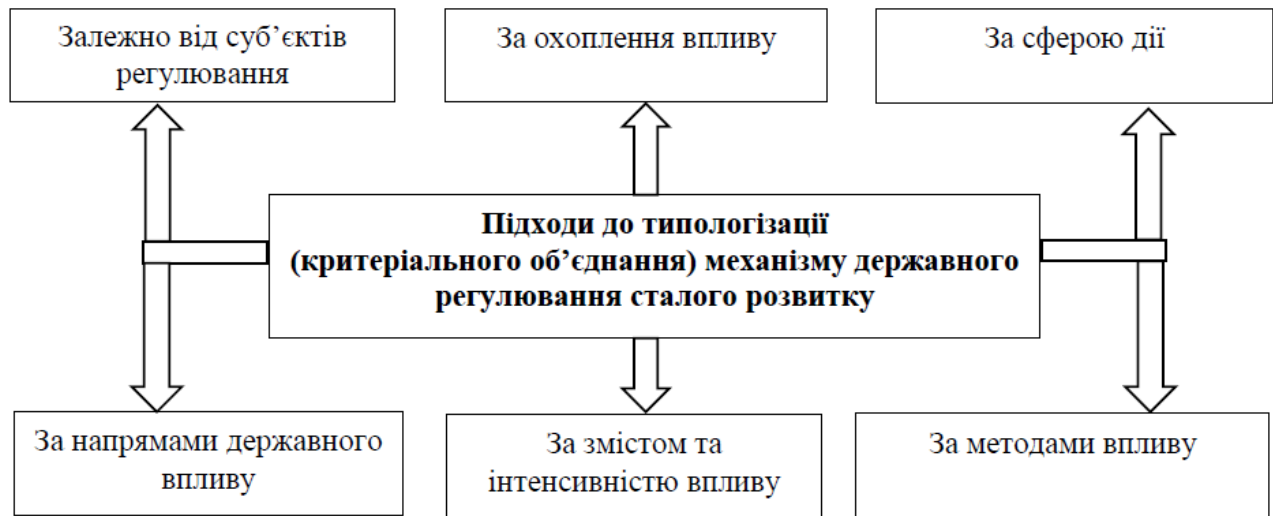 Залежно від суб’єктів
регулювання
За охоплення впливу
За сферою дії
Підходи до типологізації
(критеріального об’єднання) механізму державного
регулювання сталого розвитку
За напрямами державного
впливу
За змістом та
інтенсивністю впливу
За методами впливу